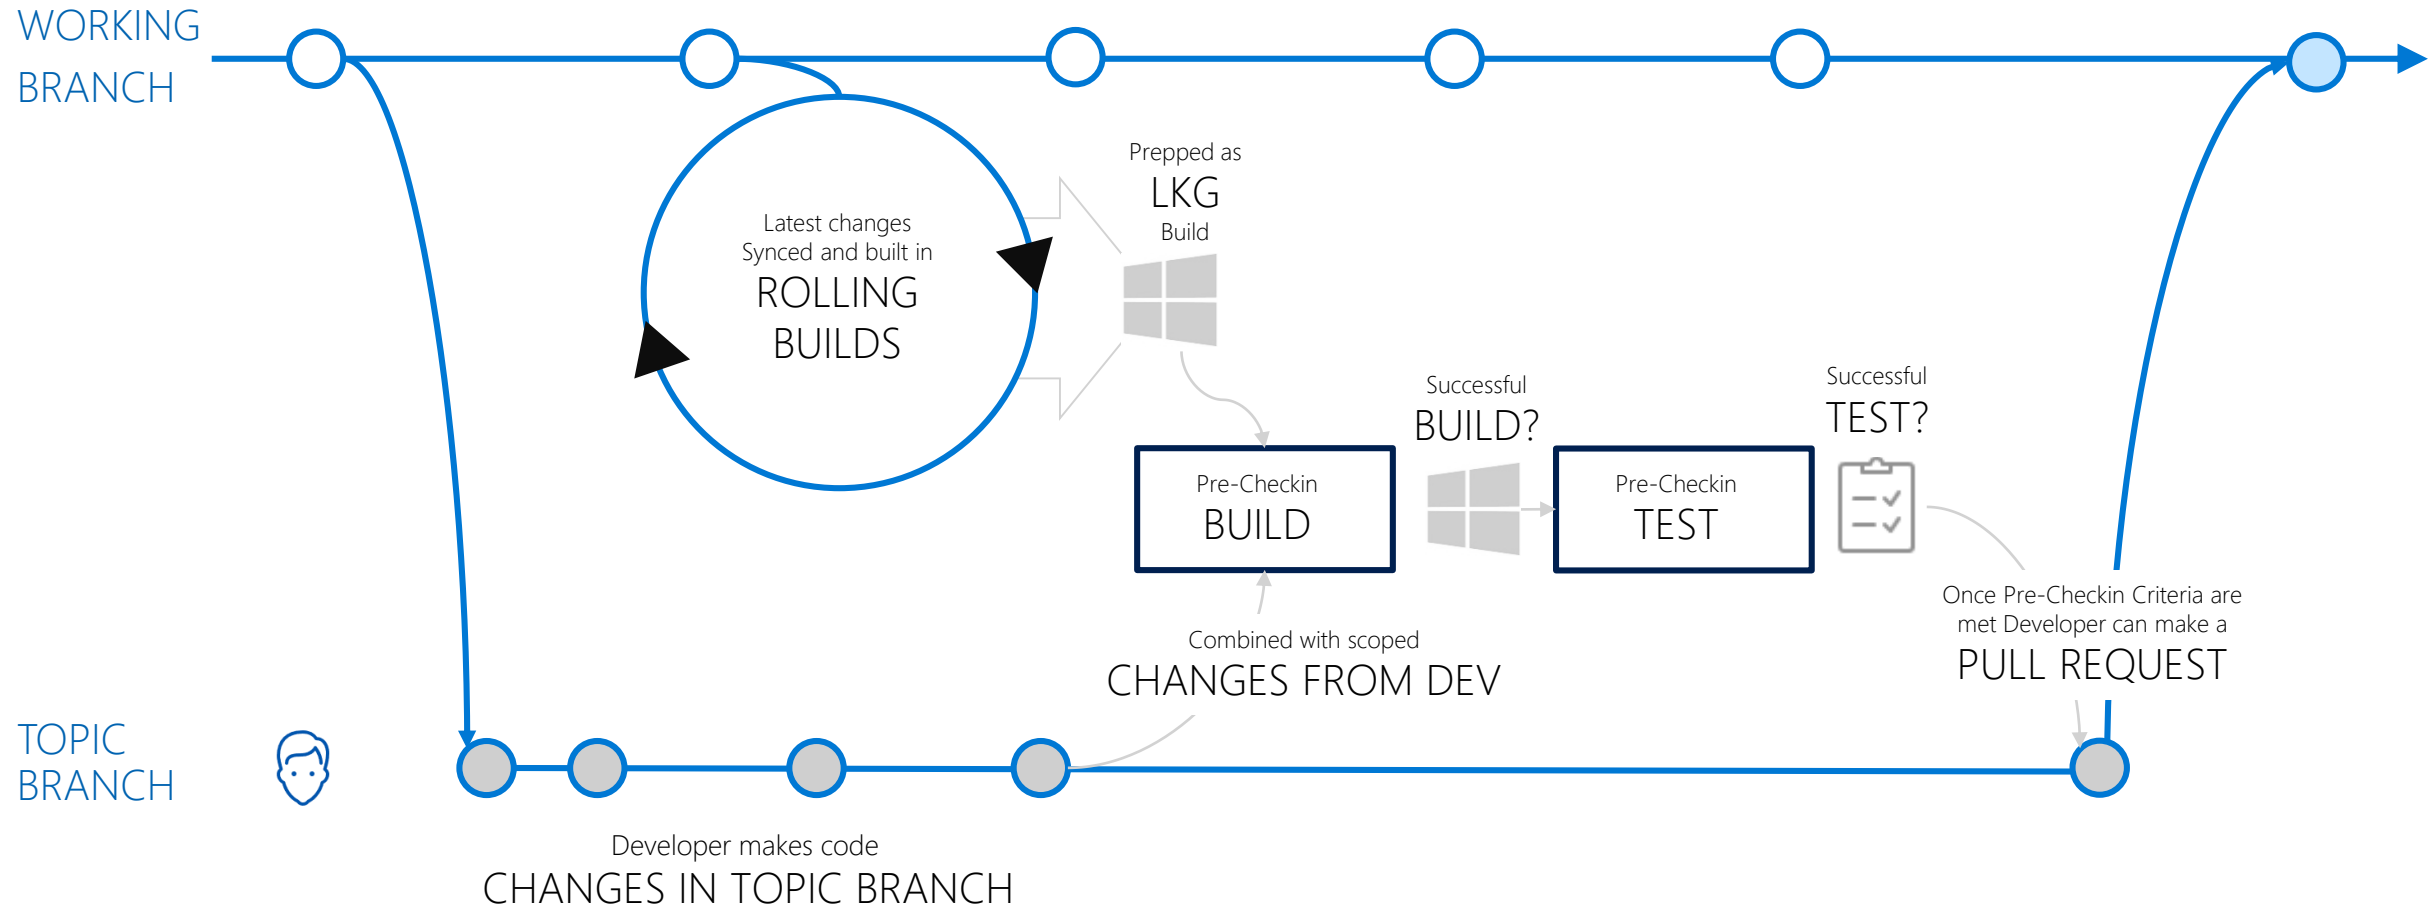 WORKING
BRANCH
Prepped as
LKG
Build
Latest changes
Synced and built in
ROLLING
BUILDS
Successful
BUILD?
Successful
TEST?
Pre-Checkin
BUILD
Pre-Checkin
TEST
Once Pre-Checkin Criteria are
met Developer can make a
PULL REQUEST
Combined with scoped
CHANGES FROM DEV
TOPIC
BRANCH
Developer makes code
CHANGES IN TOPIC BRANCH